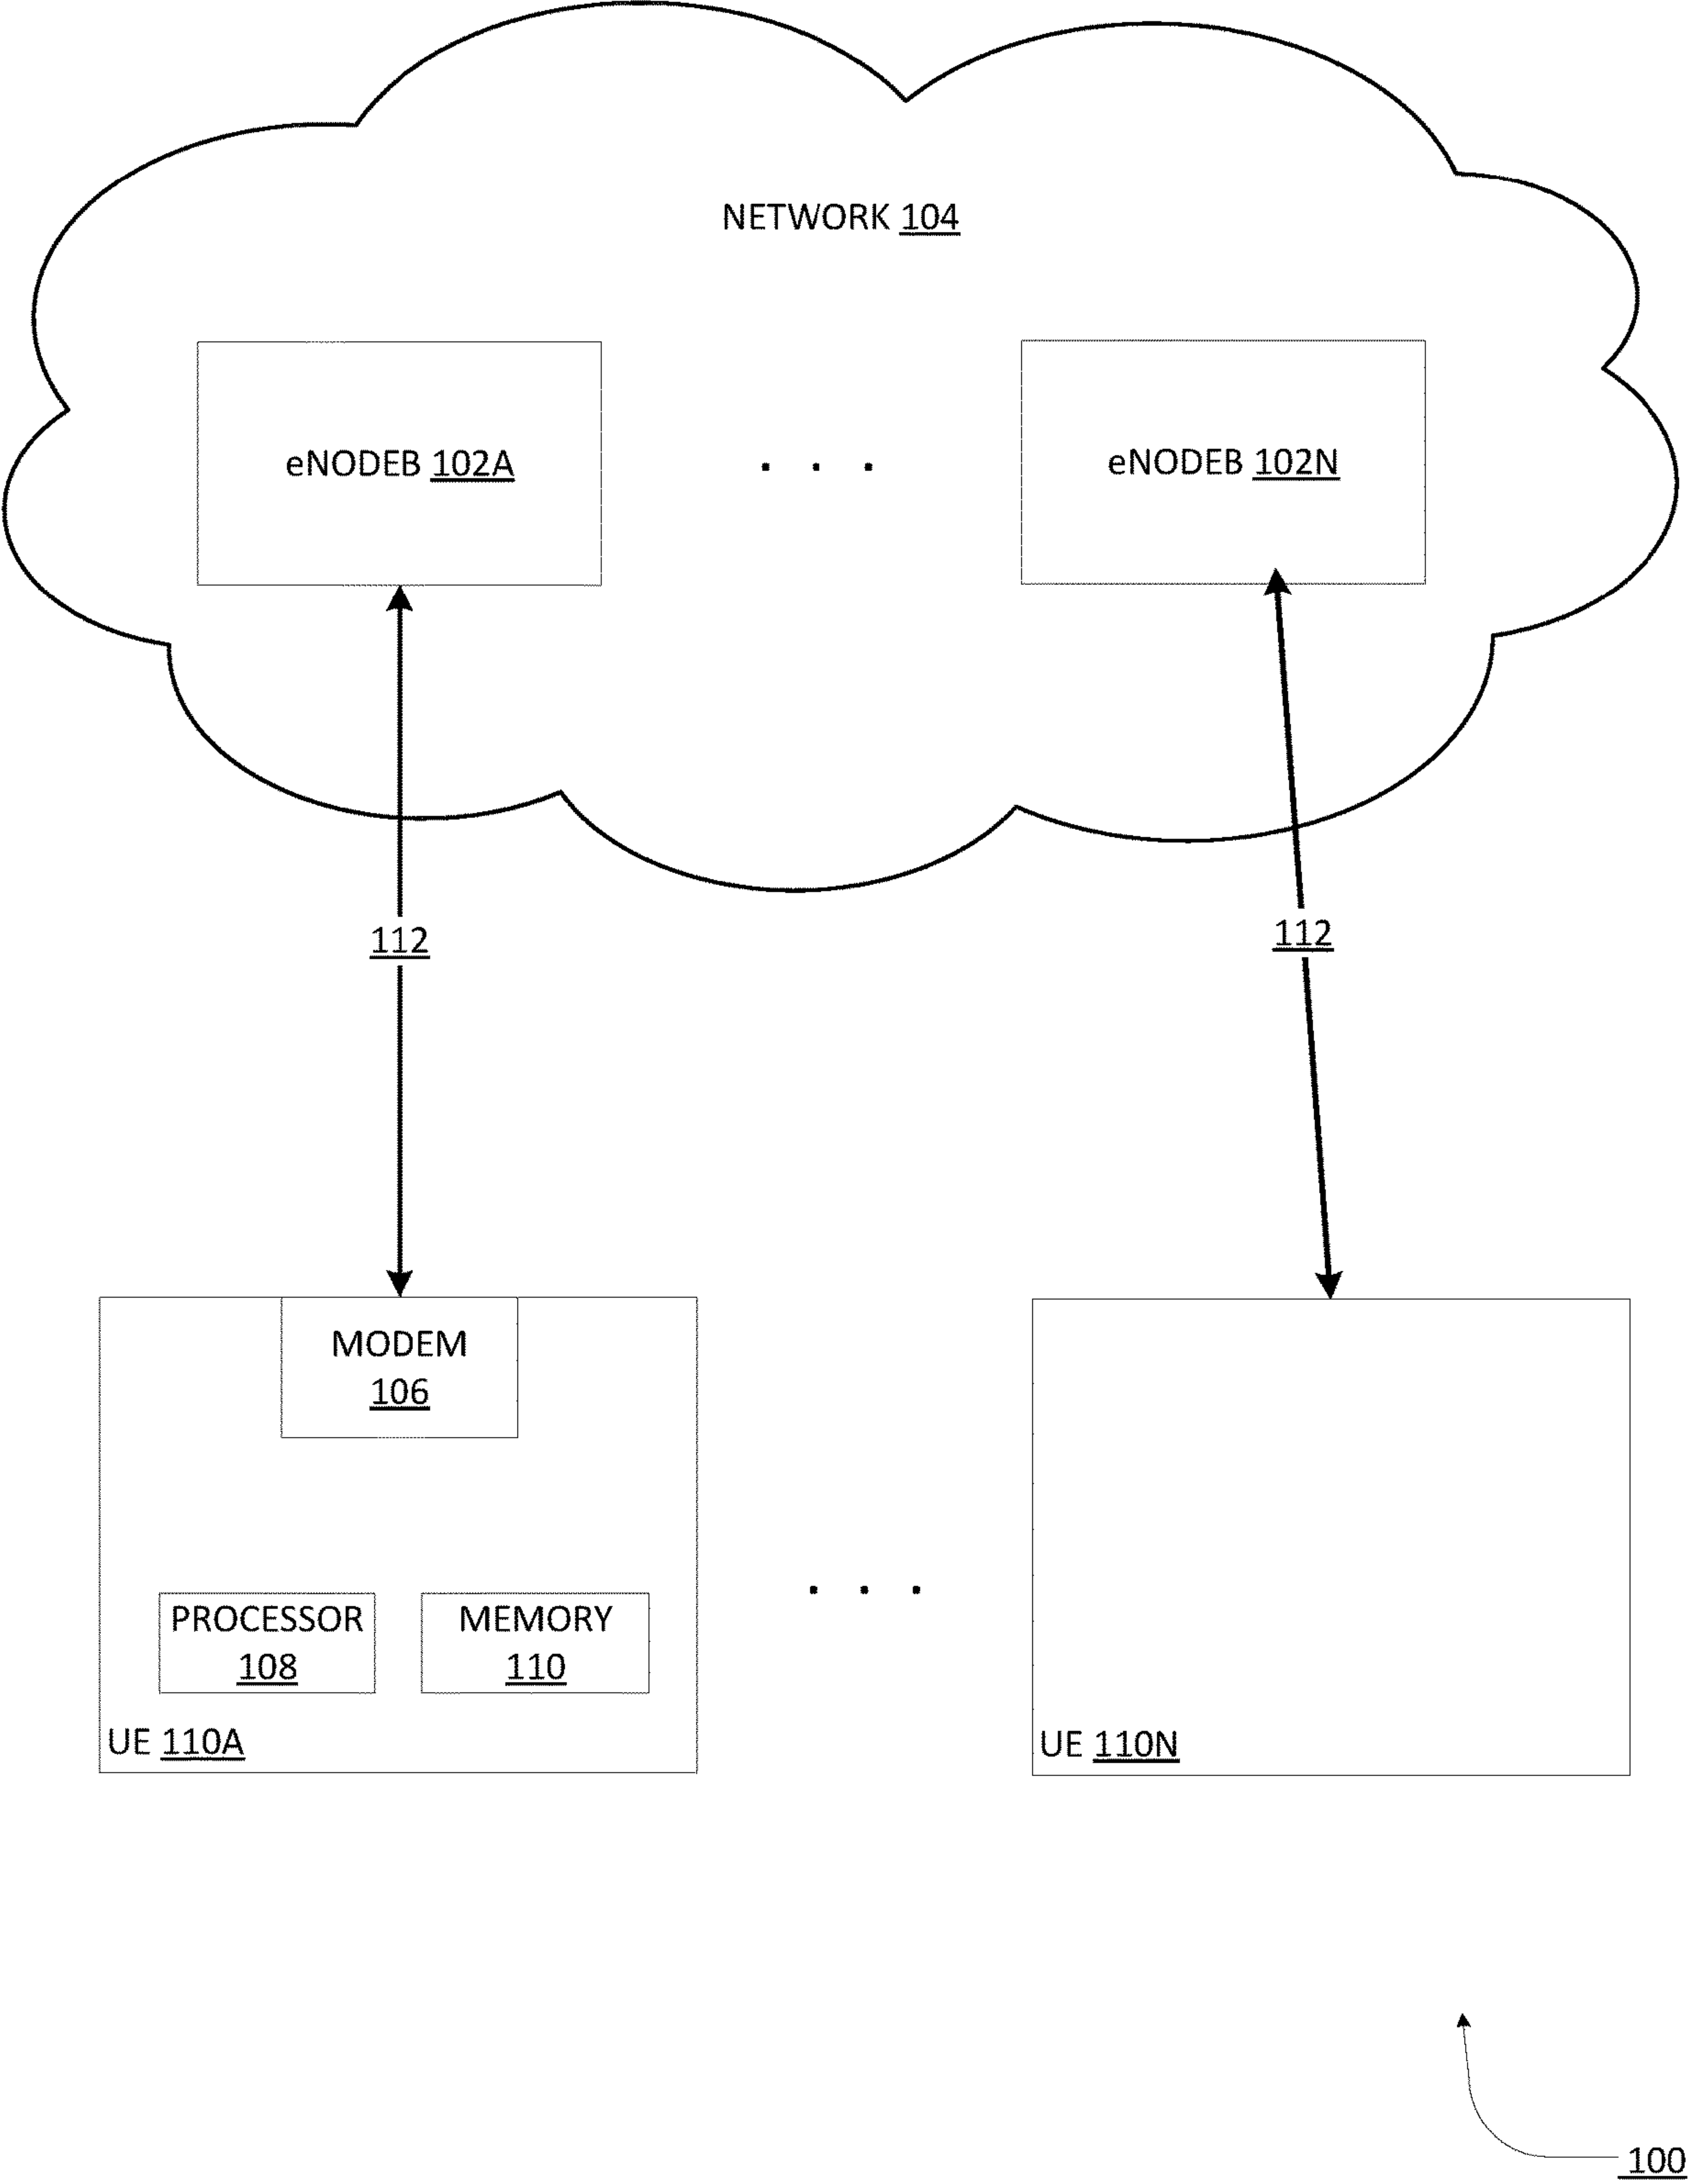 NETWORK 104
eNODEB 102A
. . .
eNODEB 102N
112
112
MODEM
106
PROCESSOR
108
MEMORY
110
. . .
UE 110A
UE 110N
100